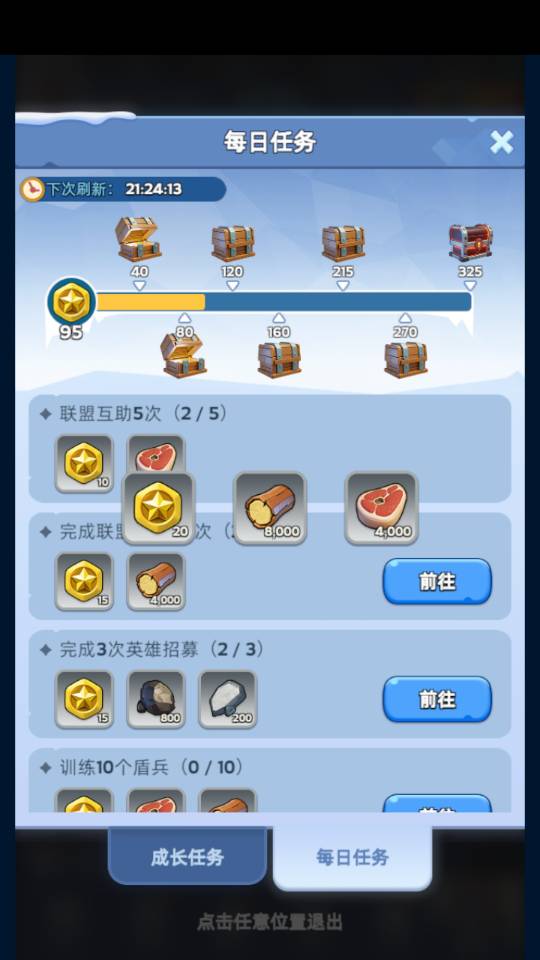 每日任务
下次刷新： 21:24:13
40 120 215 325
95
80 160 270
联盟互助5次（2 / 5）
10
20 8,000 4,000
完成联 次（
15 4,000
前往
完成3次英雄招募（2 / 3）
15 800 200
前往
训练10个盾兵（0 / 10）
前往
成长任务 每日任务
点击任意位置退出